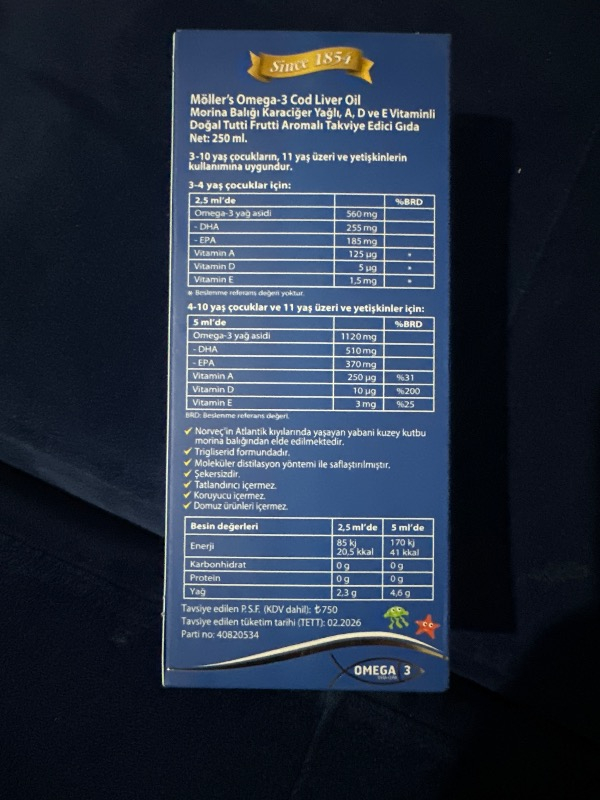 Since 1854
Möller's Omega-3 Cod Liver Oil
Morina Balığı Karaciğer Yağlı, A, D ve E Vitaminli
Doğal Tutti Frutti Aromalı Takviye Edici Gıda
Net: 250 ml.
3-10 yaş çocukların, 11 yaş üzeri ve yetişkinlerin
kullanımına uygundur.
3-4 yaş çocuklar için:
2,5 ml'de %BRD
Omega-3 yağ asidi 560 mg
- DHA 255 mg
- EPA 185 mg
Vitamin A 125 µg *
Vitamin D 5 µg *
Vitamin E 1,5 mg *
* Beslenme referans değeri yoktur.
4-10 yaş çocuklar ve 11 yaş üzeri ve yetişkinler için:
5 ml'de %BRD
Omega-3 yağ asidi 1120 mg
- DHA 510 mg
- EPA 370 mg
Vitamin A 250 µg %31
Vitamin D 10 µg %200
Vitamin E 3 mg %25
BRD: Beslenme referans değeri.
✓ Norveç'in Atlantik kıyılarında yaşayan yabani kuzey kutbu
morina balığından elde edilmektedir.
✓ Trigliserid formundadır.
✓ Moleküler distilasyon yöntemi ile saflaştırılmıştır.
✓ Şekersizdir.
✓ Tatlandırıcı içermez.
✓ Koruyucu içermez.
✓ Domuz ürünleri içermez.
Besin değerleri 2,5 ml'de 5 ml'de
Enerji 85 kj 170 kj
20,5 kkal 41 kkal
Karbonhidrat 0 g 0 g
Protein 0 g 0 g
Yağ 2,3 g 4,6 g
Tavsiye edilen P.S.F. (KDV dahil): ₺750
Tavsiye edilen tüketim tarihi (TETT): 02.2026
Parti no: 40820534
OMEGA 3